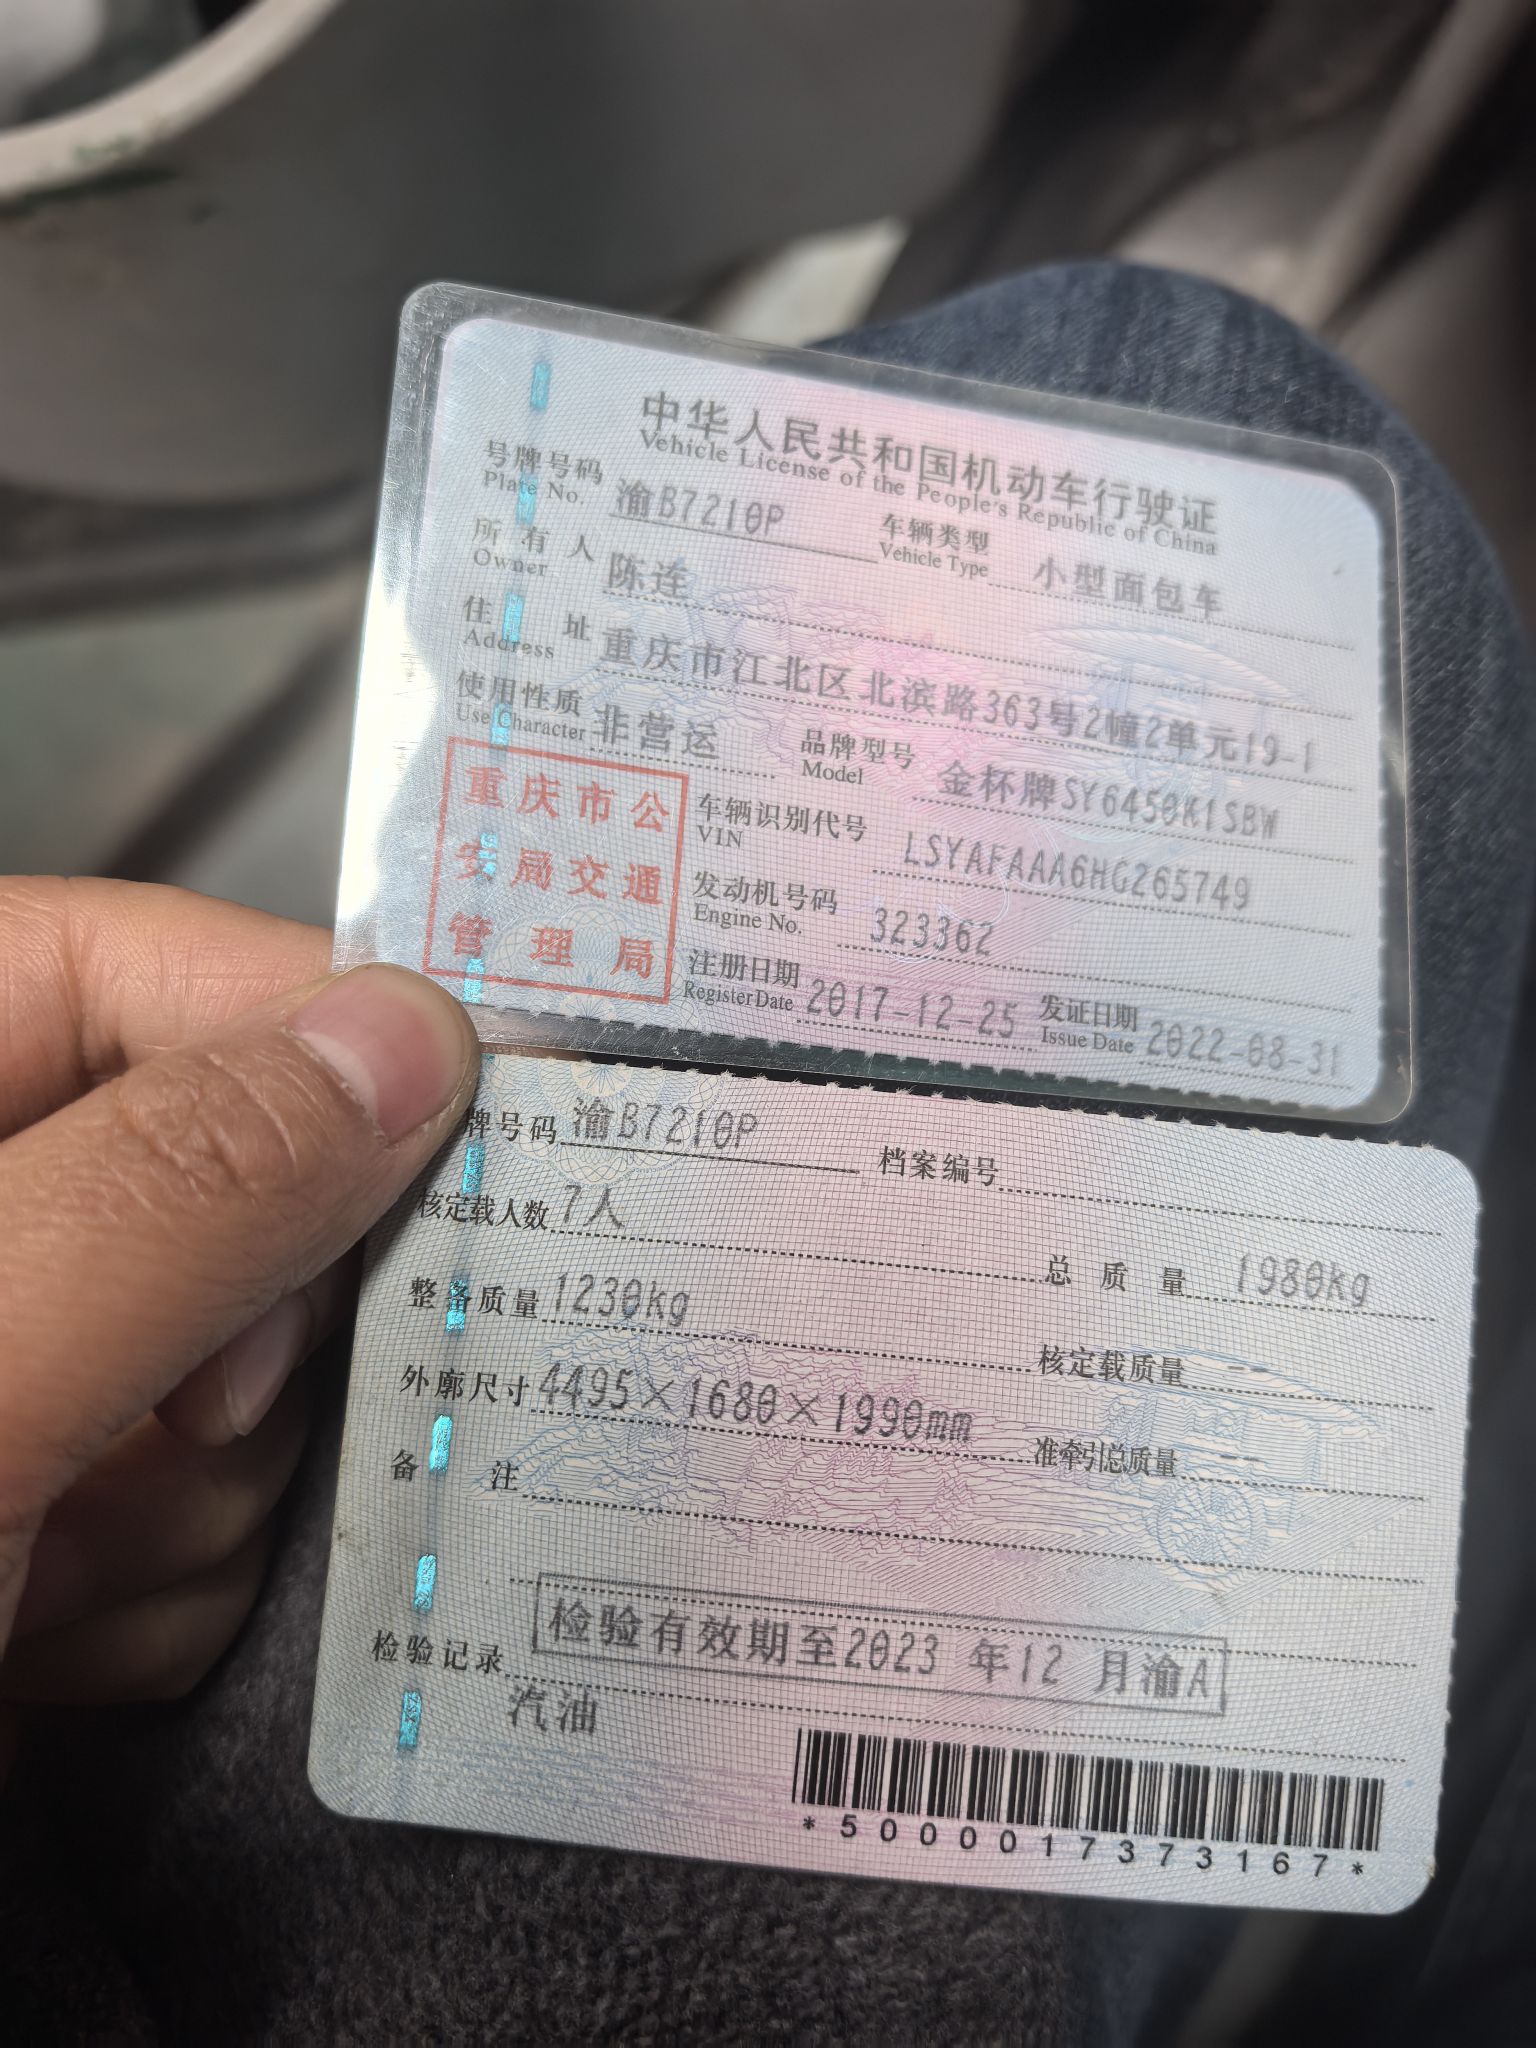 中华人民共和国机动车行驶证
Vehicle License of the People's Republic of China
号牌号码 渝B7210P 车辆类型 小型面包车
Plate No. Vehicle Type
所有人 陈连
Owner
住址 重庆市江北区北滨路363号2幢2单元19-1
Address
使用性质 非营运 品牌型号 金杯牌SY6450K1SBW
Use Character Model
重庆市公安局交通管理局
车辆识别代号 LSYAFAAA6HG265749
VIN
发动机号码 323362
Engine No.
注册日期 2017-12-25 发证日期 2022-08-31
Register Date Issue Date
牌号码 渝B7210P 档案编号
核定载人数 7人 总质量 1980kg
整备质量 1230kg 核定载质量 --
外廓尺寸 4495×1680×1990mm 准牵引总质量 --
备注
检验记录 检验有效期至2023年12月渝A
汽油
*5000017373167*